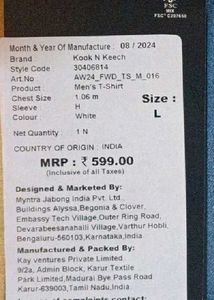 FSC
MIX
FSC® C207658
Month & Year Of Manufacture : 08 / 2024
Brand : Kook N Keech
Style Code : 30406814
Art No : AW24_FWD_TS_M_016
Product : Men's T-Shirt
Chest Size : 1.06 m
Sleeve : H
Colour : White
Size :
L
Net Quantity : 1 N
COUNTRY OF ORIGIN : INDIA
MRP : ₹ 599.00
(Inclusive of all Taxes)
Designed & Marketed By:
Myntra Jabong India Pvt. Ltd.
Buildings Alyssa,Begonia & Clover,
Embassy Tech Village,Outer Ring Road,
Devarabeesanahalli Village,Varthur Hobli,
Bengaluru-560103,Karnataka,India
Manufactured & Packed By:
Kay ventures Private Limited
9/2a, Admin Block, Karur Textile
Park Limited,Madurai Bye Pass Road
Karur-639003,Tamil Nadu,India